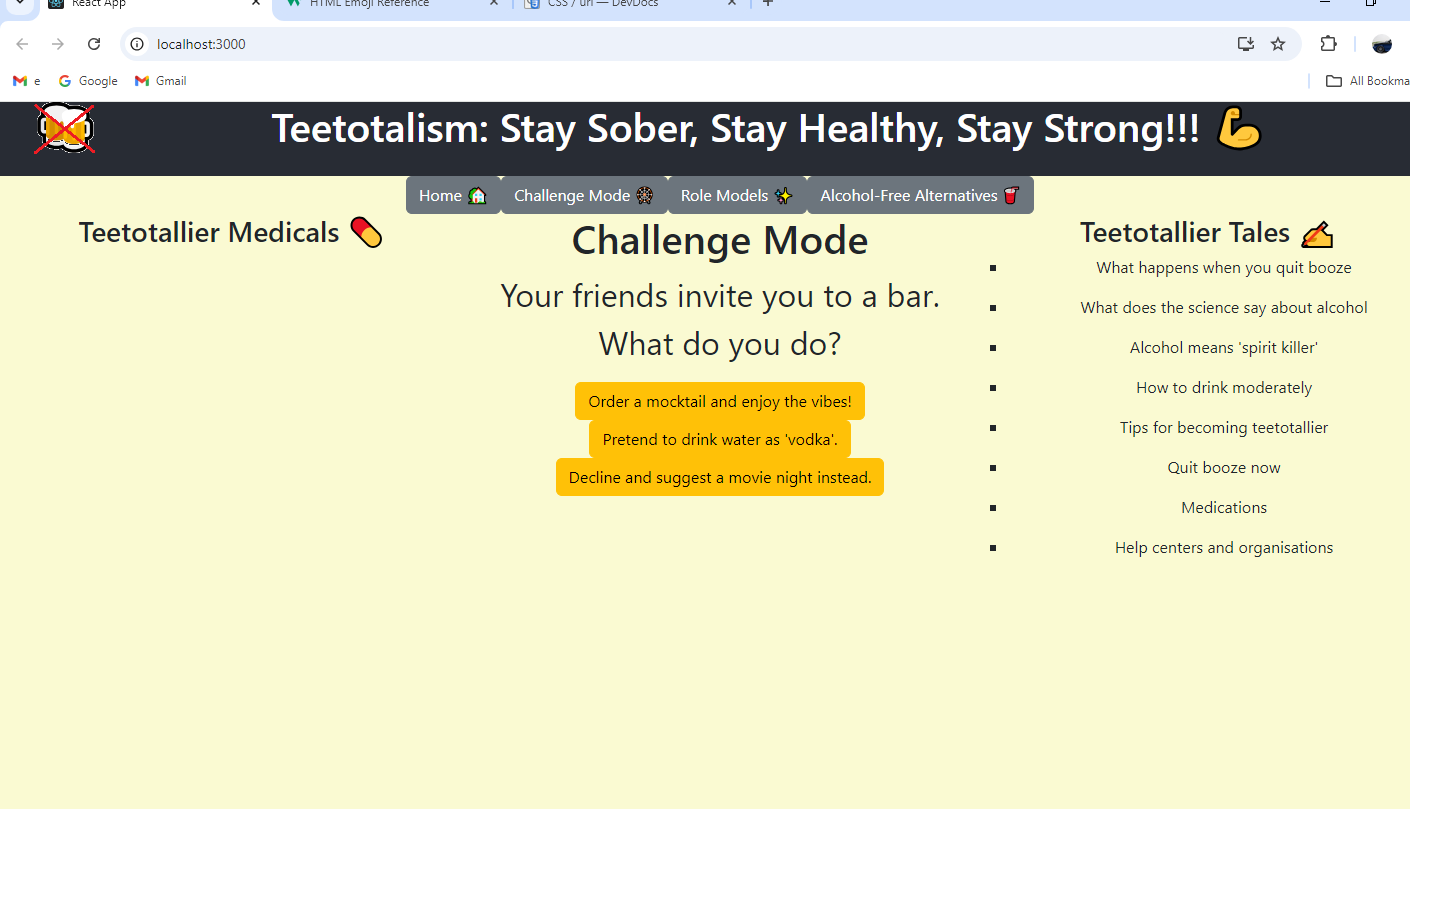 React App
HTML Emoji Reference
CSS / url — DevDocs
localhost:3000
e
Google
Gmail
All Bookma
Teetotalism: Stay Sober, Stay Healthy, Stay Strong!!! 💪
Home 🏡
Challenge Mode
Role Models ✨
Alcohol-Free Alternatives 🥤
Teetotallier Medicals 💊
Challenge Mode
Your friends invite you to a bar.
What do you do?
Order a mocktail and enjoy the vibes!
Pretend to drink water as 'vodka'.
Decline and suggest a movie night instead.
Teetotallier Tales ✍
What happens when you quit booze
What does the science say about alcohol
Alcohol means 'spirit killer'
How to drink moderately
Tips for becoming teetotallier
Quit booze now
Medications
Help centers and organisations